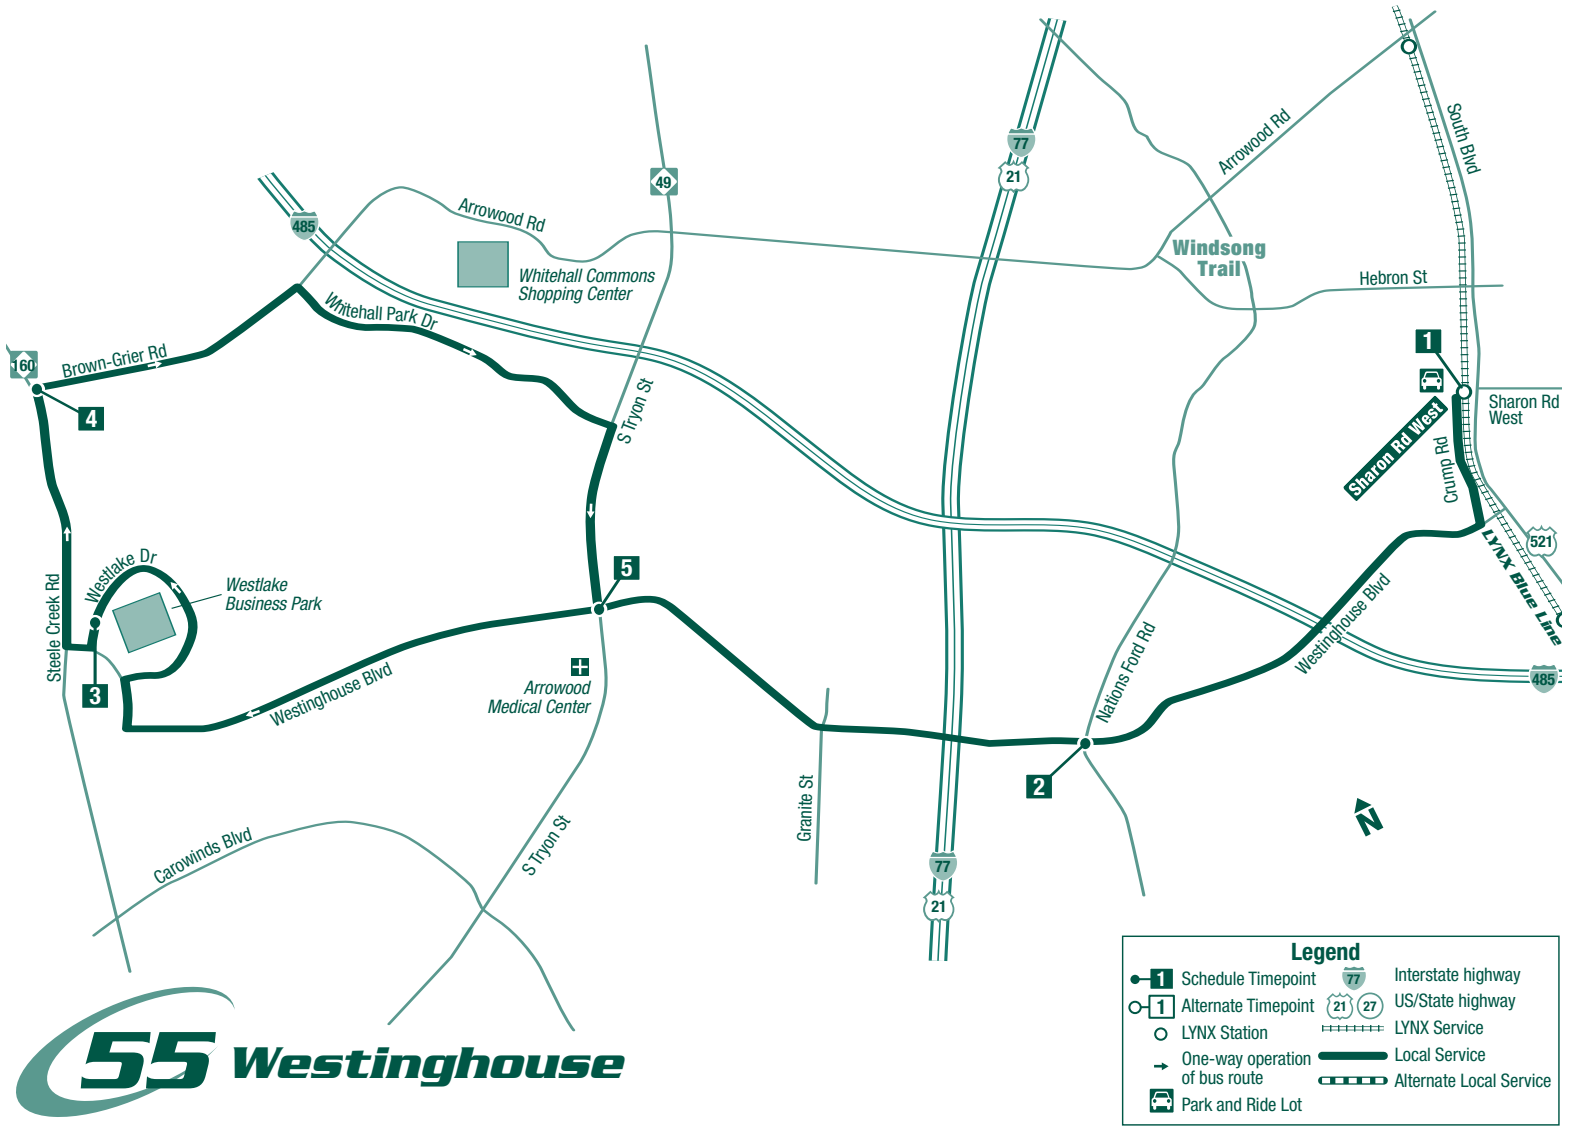 77
21
49
485
Arrowood Rd
Arrowood Rd
South Blvd
Whitehall Commons
Shopping Center
Windsong
Trail
Hebron St
Whitehall Park Dr
160
Brown-Grier Rd
4
1
Sharon Rd West
Sharon Rd
West
Crump Rd
S Tryon St
LYNX Blue Line
521
Westlake Dr
Westlake
Business Park
5
Steele Creek Rd
3
Westinghouse Blvd
Arrowood
Medical Center
Westinghouse Blvd
Nations Ford Rd
485
2
Granite St
S Tryon St
Carowinds Blvd
77
21
N
55 Westinghouse
Legend
1 Schedule Timepoint
1 Alternate Timepoint
LYNX Station
One-way operation
of bus route
Park and Ride Lot
77 Interstate highway
21 27 US/State highway
LYNX Service
Local Service
Alternate Local Service